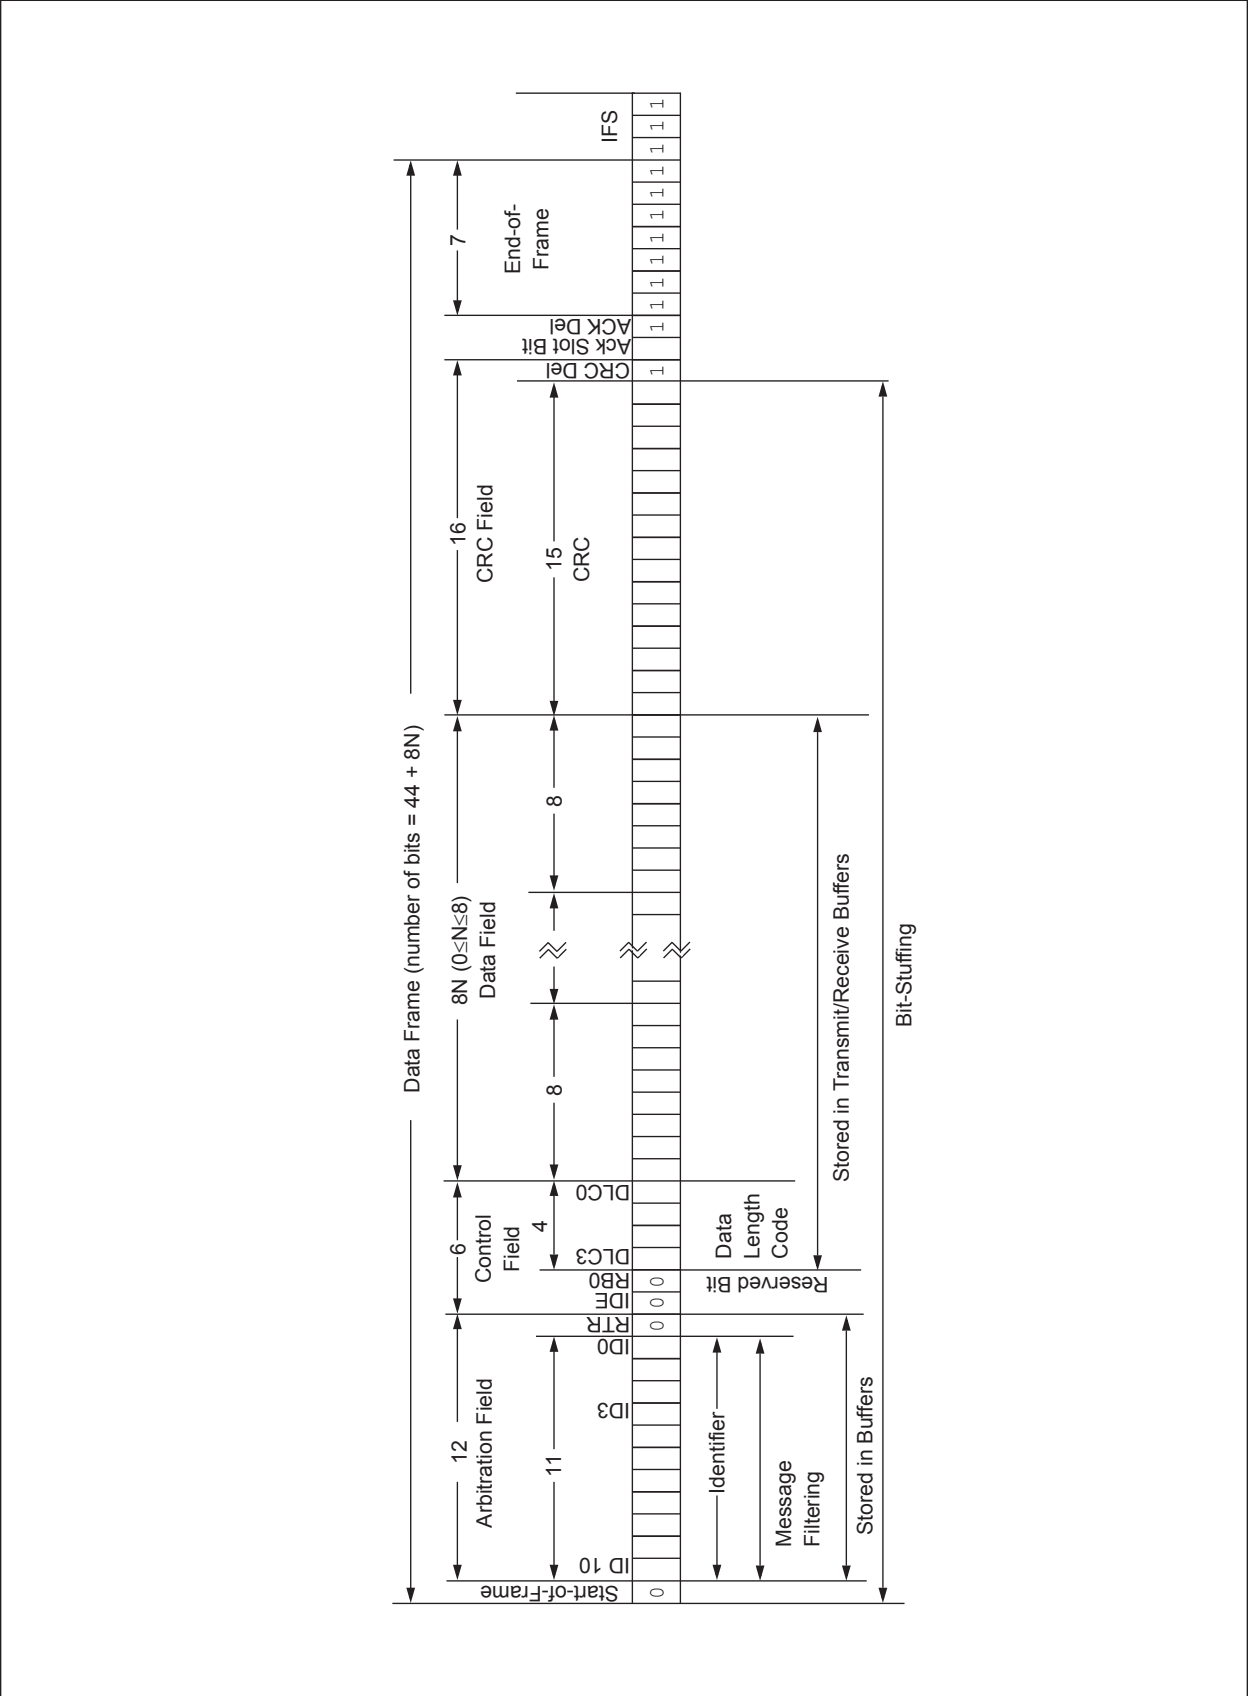 Data Frame (number of bits = 44 + 8N)
12
Arbitration Field
6
Control
Field
8N (0≤N≤8)
Data Field
16
CRC Field
7
End-of-
Frame
IFS
11
4
8
8
15
CRC
Start-of-Frame
ID 10
ID3
ID0
RTR
IDE
RB0
DLC3
DLC0
CRC Del
Ack Slot Bit
ACK Del
0
0
0
0
1
1
1
1
1
1
1
1
1
1
1
1
Identifier
Message
Filtering
Stored in Buffers
Reserved Bit
Data
Length
Code
Stored in Transmit/Receive Buffers
Bit-Stuffing